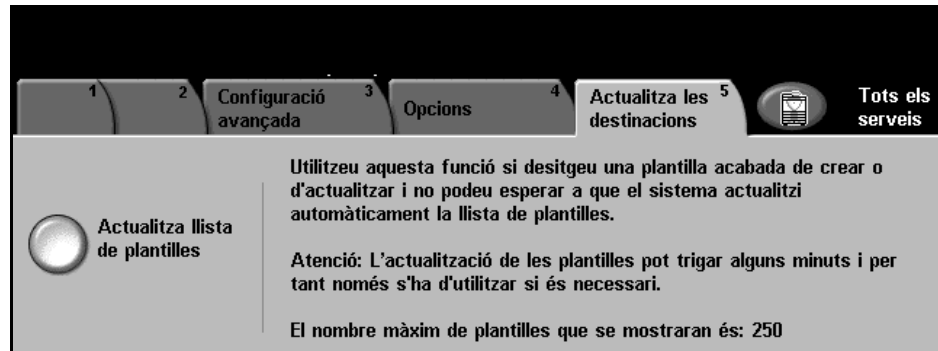 1
2
Configuració 3
avançada
Opcions 4
Actualitza les 5
destinacions
Tots els
serveis
Actualitza llista
de plantilles
Utilitzeu aquesta funció si desitgeu una plantilla acabada de crear o
d'actualitzar i no podeu esperar a que el sistema actualitzi
automàticament la llista de plantilles.
Atenció: L'actualització de les plantilles pot trigar alguns minuts i per
tant només s'ha d'utilitzar si és necessari.
El nombre màxim de plantilles que se mostraran és: 250